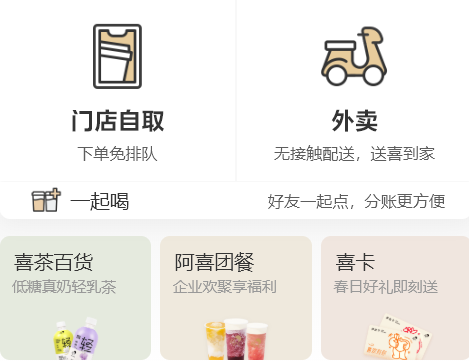 门店自取
外卖
下单免排队
无接触配送，送喜到家
一起喝
好友一起点，分账更方便
喜茶百货
阿喜团餐
喜卡
低糖真奶轻乳茶
企业欢聚享福利
春日好礼即刻送
轻